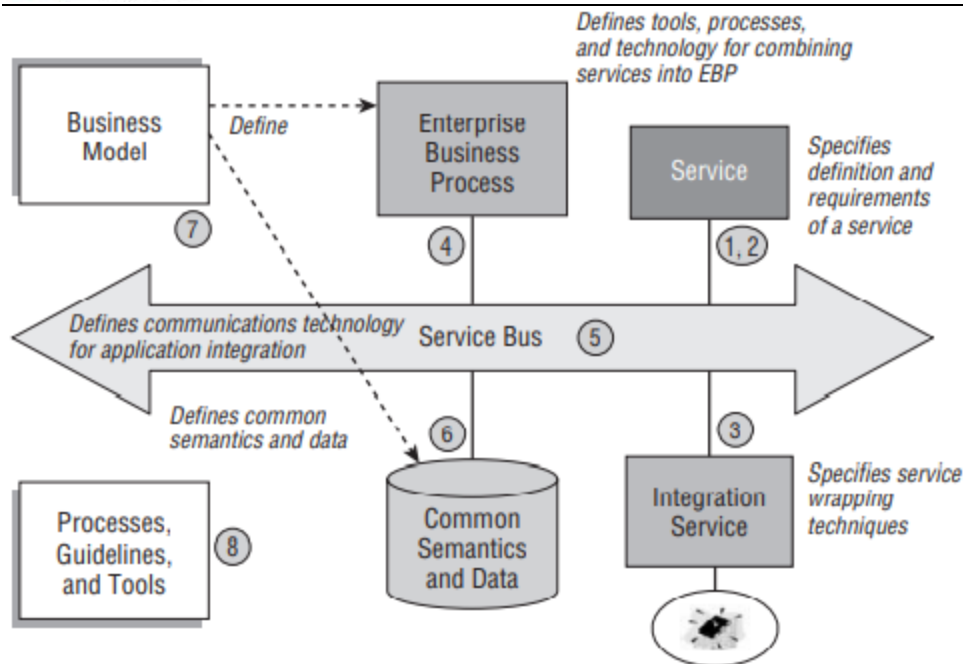 Defines tools, processes,
and technology for combining
services into EBP
Business
Model
Define
Enterprise
Business
Process
Service
Specifies
definition and
requirements
of a service
7
4
1, 2
Defines communications technology
for application integration
Service Bus
5
Defines common
semantics and data
6
3
Processes,
Guidelines,
and Tools
8
Common
Semantics
and Data
Integration
Service
Specifies service
wrapping
techniques